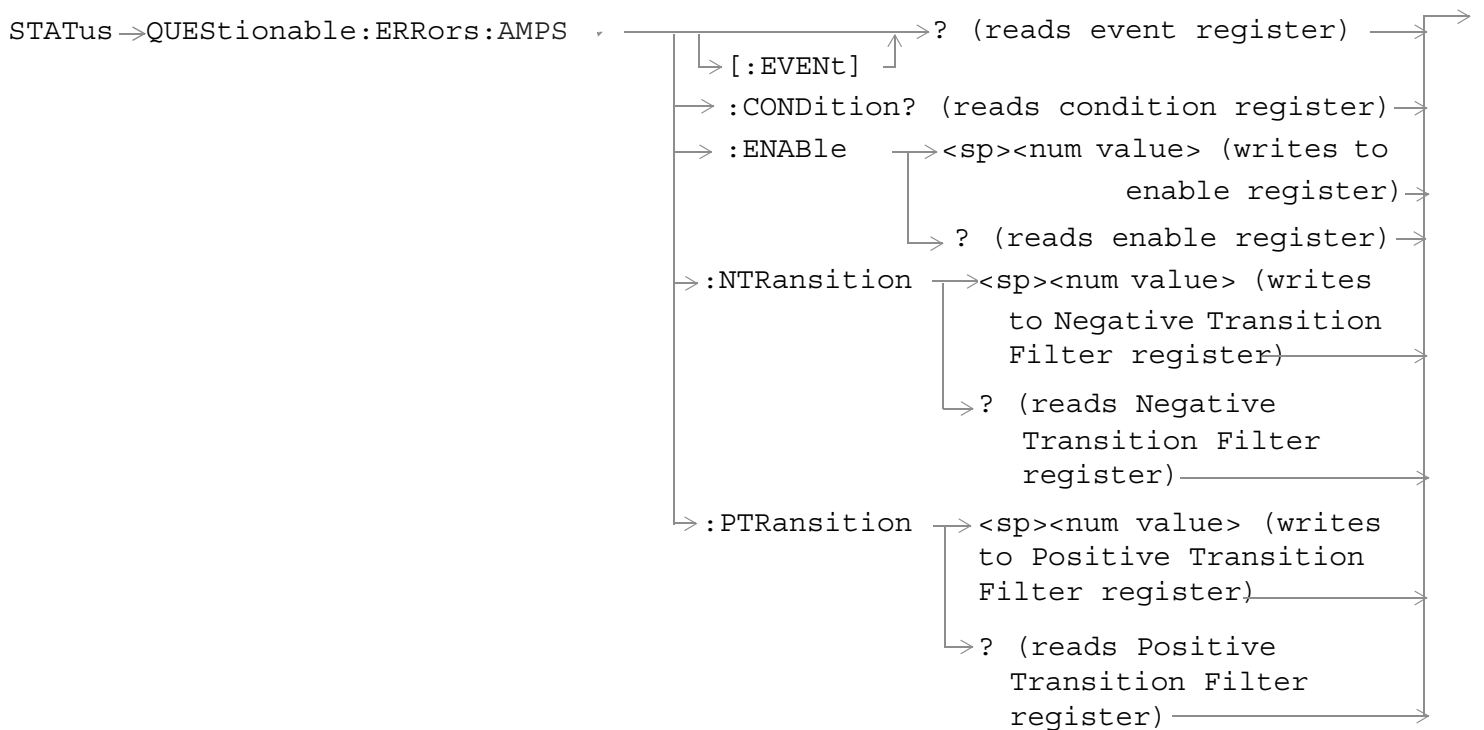 STATus QUEStionable:ERRors:AMPS ? (reads event register)
[:EVENt]
:CONDition? (reads condition register)
:ENABle <sp><num value> (writes to
enable register)
? (reads enable register)
:NTRansition <sp><num value> (writes
to Negative Transition
Filter register)
? (reads Negative
Transition Filter
register)
:PTRansition <sp><num value> (writes
to Positive Transition
Filter register)
? (reads Positive
Transition Filter
register)